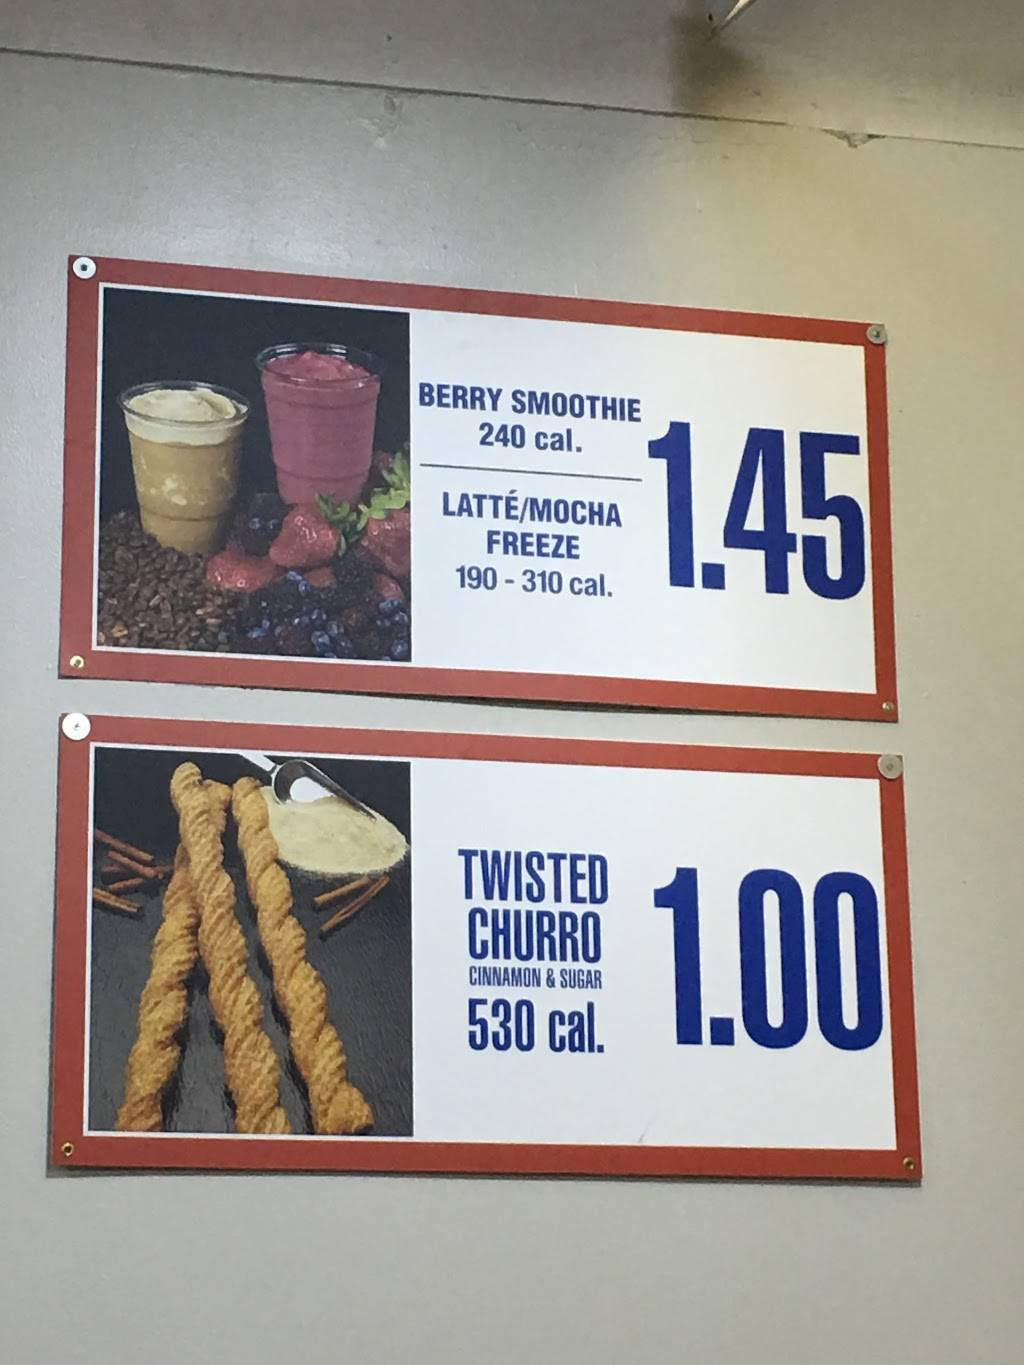 BERRY SMOOTHIE
240 cal.
LATTÉ/MOCHA
FREEZE
190 - 310 cal.
1.45
TWISTED
CHURRO
CINNAMON & SUGAR
530 cal.
1.00